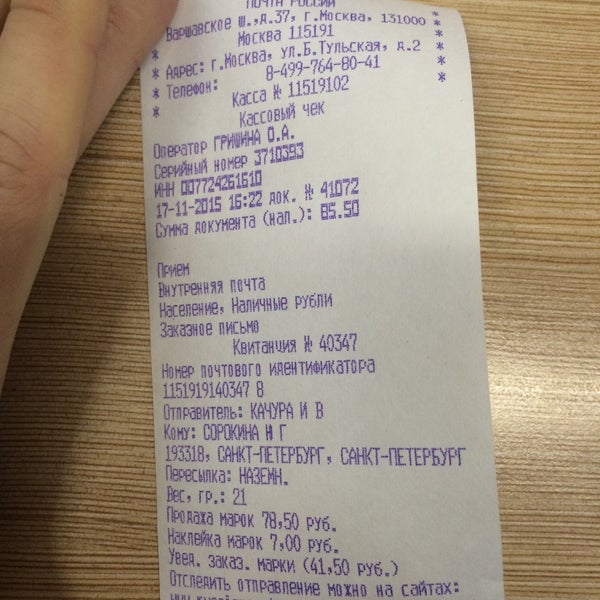 ПОЧТА РОССИИ
* Варшавское ш.,д.37, г.Москва, 131000 *
* Москва 115191 *
* Адрес: г.Москва, ул.Б.Тульская, д.2 *
* Телефон: 8-499-764-80-41 *
* Касса № 11519102
Кассовый чек
Оператор ГРИШИНА О.А.
Серийный номер 3710393
ИНН 007724261610
17-11-2015 16:22 док. № 41072
Сумма документа (нал.): 85.50
Прием
Внутренняя почта
Население, Наличные рубли
Заказное письмо
Квитанция № 40347
Номер почтового идентификатора
1151919140347 8
Отправитель: КАЧУРА И В
Кому: СОРОКИНА Н Г
193318, САНКТ-ПЕТЕРБУРГ, САНКТ-ПЕТЕРБУРГ
Пересылка: НАЗЕМН.
Вес, гр.: 21
Продажа марок 78,50 руб.
Наклейка марок 7,00 руб.
Увед. заказ. марки (41,50 руб.)
Отследить отправление можно на сайтах: